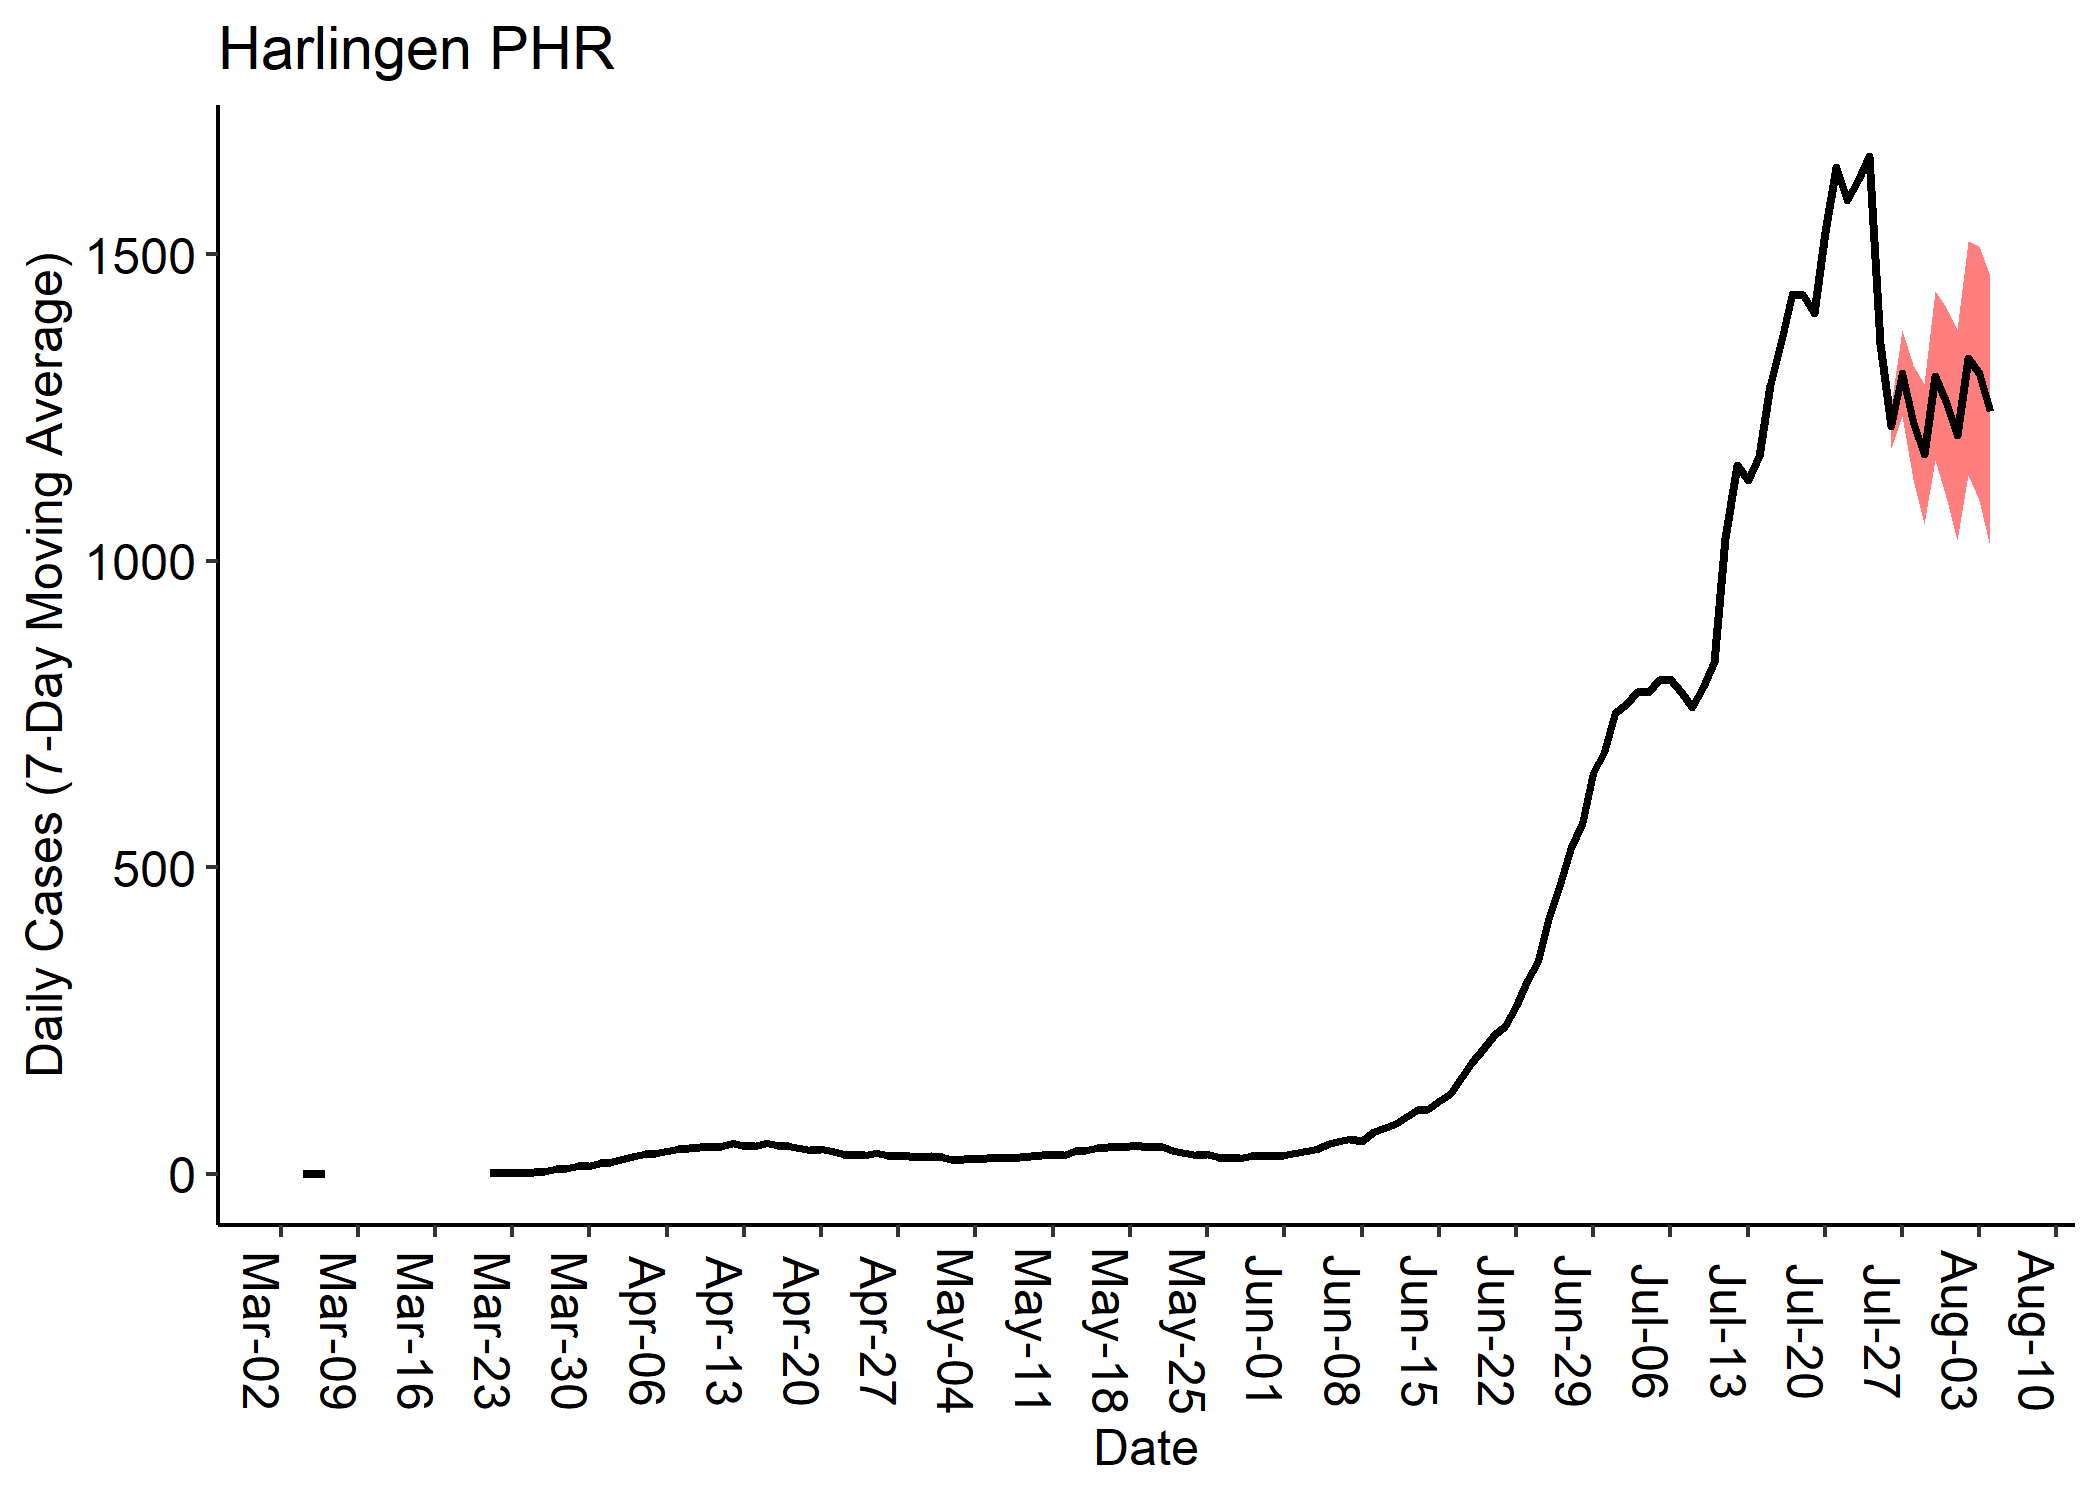 Harlingen PHR
Daily Cases (7-Day Moving Average)
1500
1000
500
0
Mar-02
Mar-09
Mar-16
Mar-23
Mar-30
Apr-06
Apr-13
Apr-20
Apr-27
May-04
May-11
May-18
May-25
Jun-01
Jun-08
Jun-15
Jun-22
Jun-29
Jul-06
Jul-13
Jul-20
Jul-27
Aug-03
Aug-10
Date